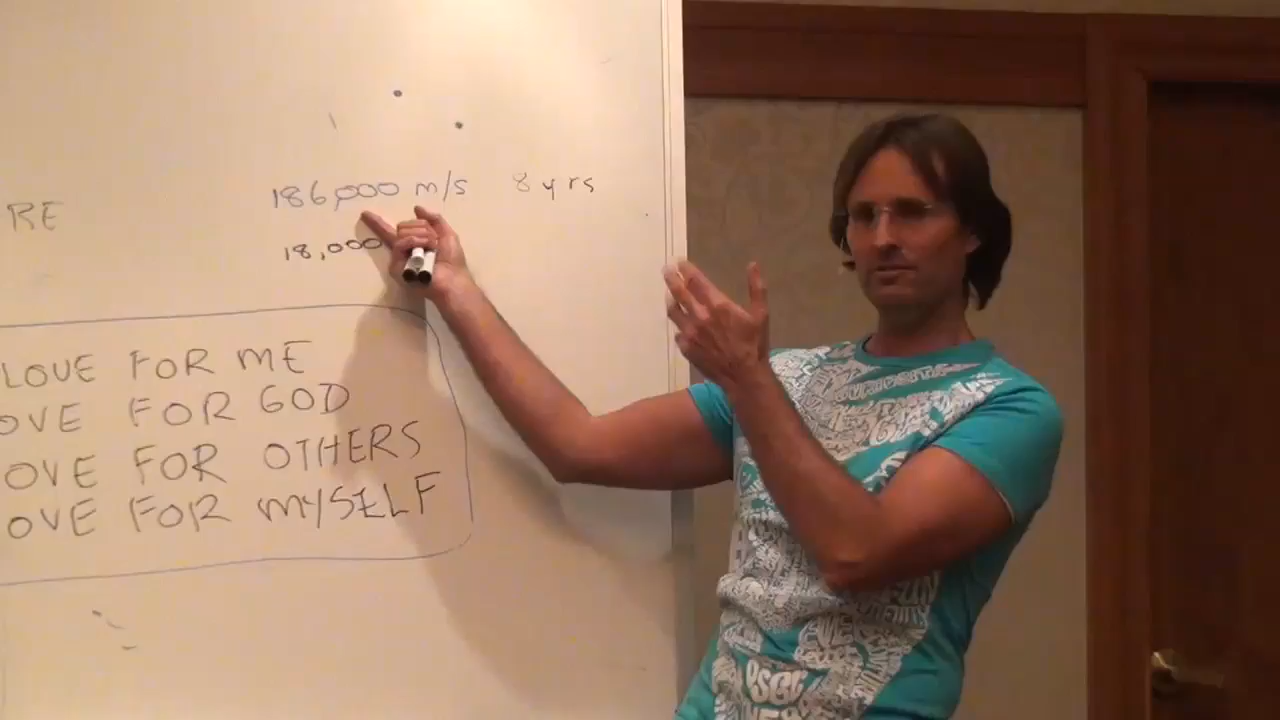 186,000 m/s 8 yrs
RE
18,000
LOVE FOR ME
OVE FOR GOD
OVE FOR OTHERS
OVE FOR MYSELF